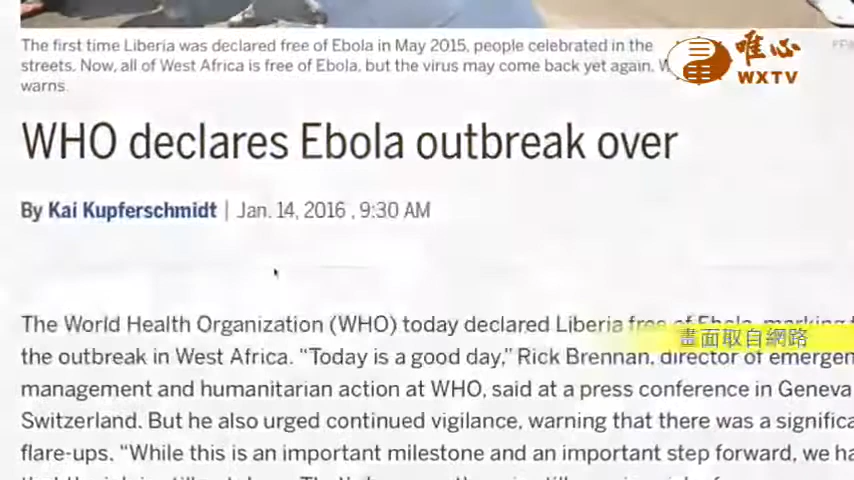 The first time Liberia was declared free of Ebola in May 2015, people celebrated in the
streets. Now, all of West Africa is free of Ebola, but the virus may come back yet again,
warns.
唯心
WXTV
WHO declares Ebola outbreak over
By Kai Kupferschmidt | Jan. 14, 2016 , 9:30 AM
The World Health Organization (WHO) today declared Liberia free of Ebola, marking
畫面取自網路
the outbreak in West Africa. “Today is a good day,” Rick Brennan, director of emergen
management and humanitarian action at WHO, said at a press conference in Geneva
Switzerland. But he also urged continued vigilance, warning that there was a significa
flare-ups. “While this is an important milestone and an important step forward, we ha